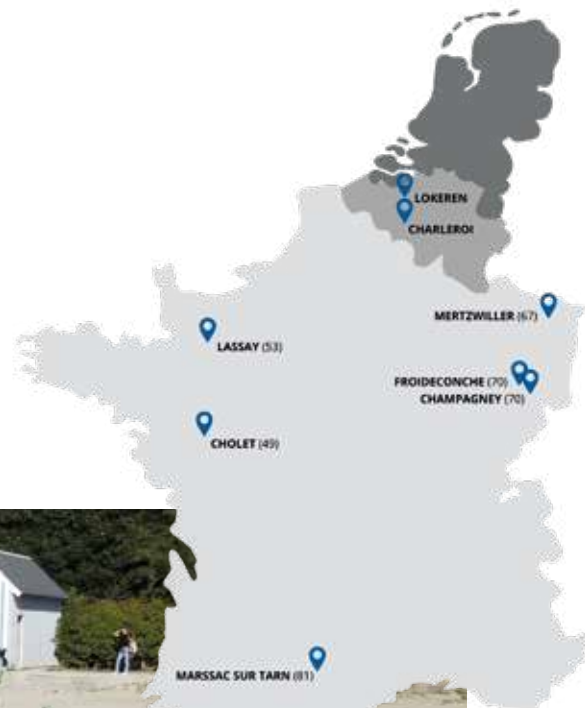 LOKEREN
CHARLEROI
MERTZWILLER (67)
LASSAY (53)
FROIDECONCHE (70)
CHAMPAGNEY (70)
CHOLET (49)
MARSSAC SUR TARN (81)